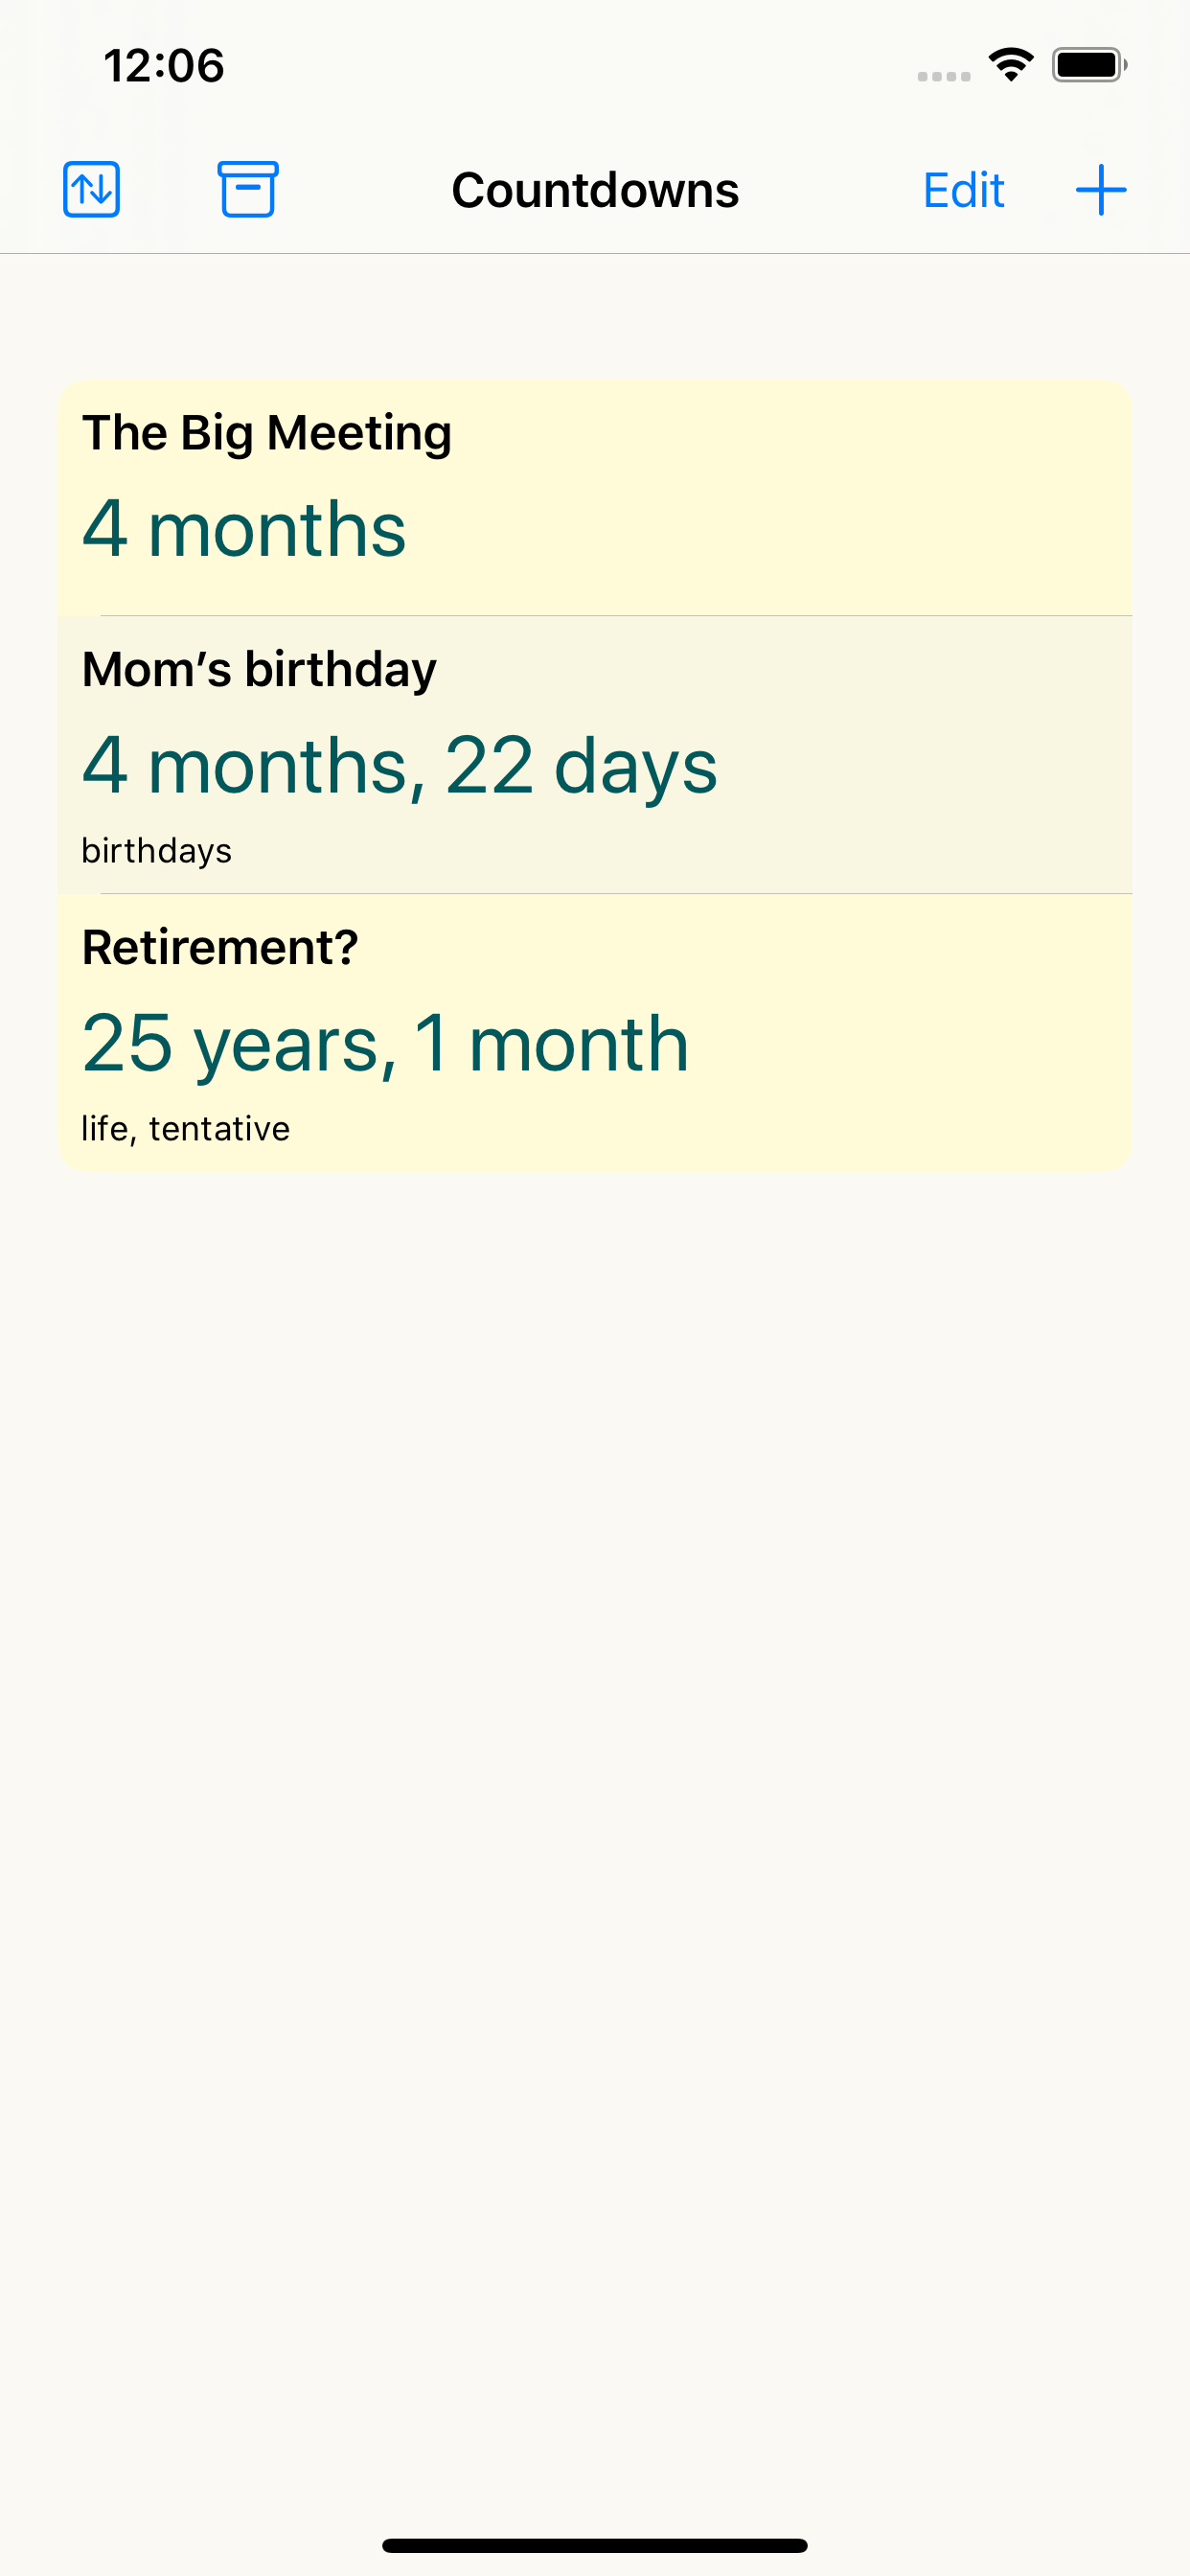 12:06
Countdowns
Edit
The Big Meeting
4 months
Mom’s birthday
4 months, 22 days
birthdays
Retirement?
25 years, 1 month
life, tentative